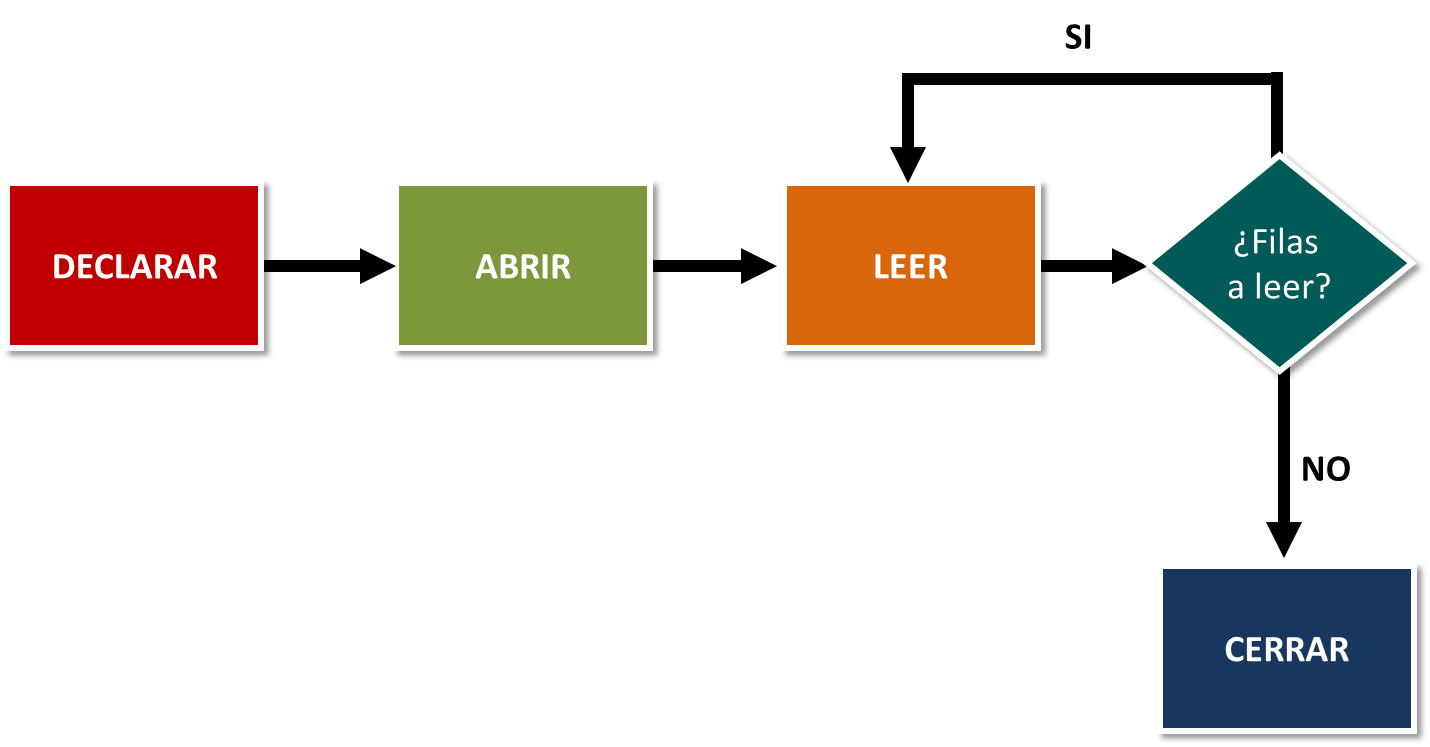 SI
DECLARAR
ABRIR
LEER
¿Filas
a leer?
NO
CERRAR